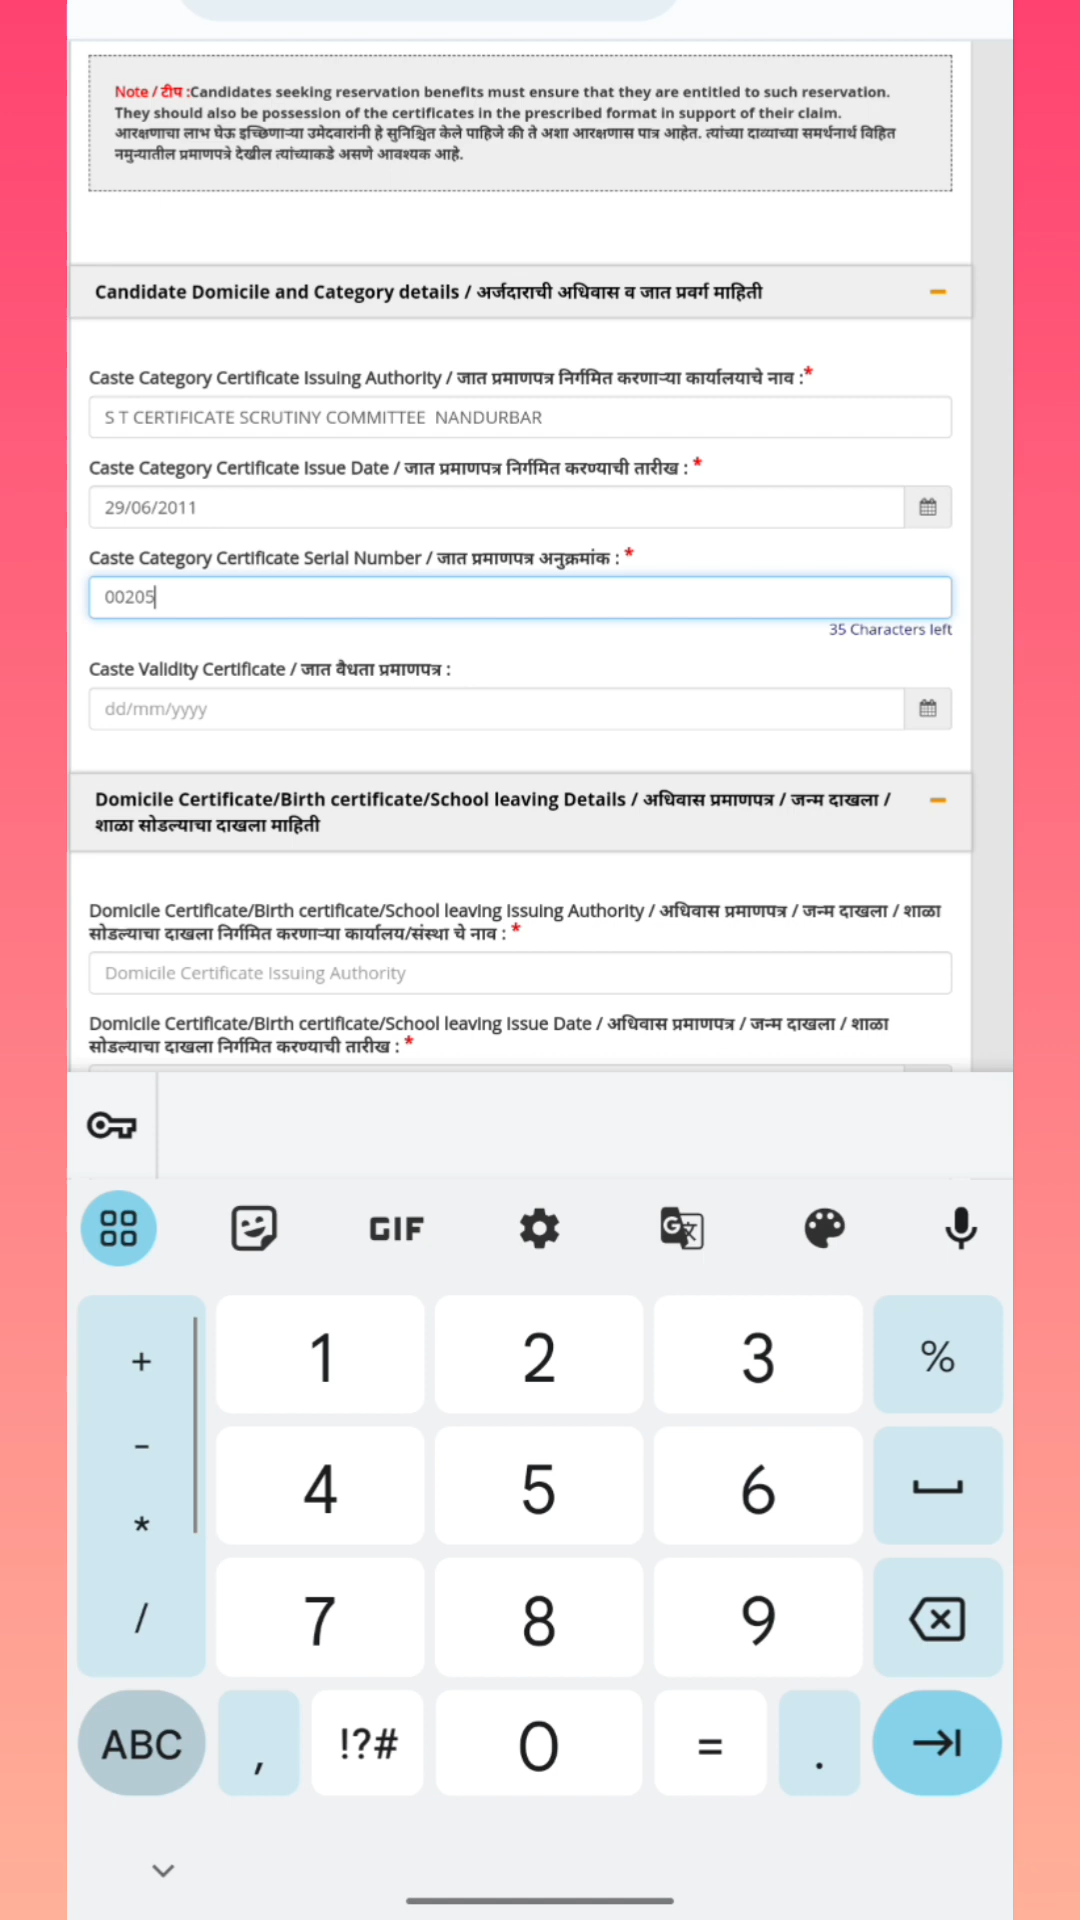 Note / टीप :Candidates seeking reservation benefits must ensure that they are entitled to such reservation.
They should also be possession of the certificates in the prescribed format in support of their claim.
आरक्षणाचा लाभ घेऊ इच्छिणाऱ्या उमेदवारांनी हे सुनिश्चित केले पाहिजे की ते अशा आरक्षणास पात्र आहेत. त्यांच्या दाव्यांच्या समर्थनार्थ विहित
नमुन्यातील प्रमाणपत्रे देखील त्यांच्याकडे असणे आवश्यक आहे.
Candidate Domicile and Category details / अर्जदाराची अधिवास व जात प्रवर्ग माहिती
Caste Category Certificate Issuing Authority / जात प्रमाणपत्र निर्गमित करणाऱ्या कार्यालयाचे नाव :*
S T CERTIFICATE SCRUTINY COMMITTEE  NANDURBAR
Caste Category Certificate Issue Date / जात प्रमाणपत्र निर्गमित करण्याची तारीख : *
29/06/2011
Caste Category Certificate Serial Number / जात प्रमाणपत्र अनुक्रमांक : *
00205
35 Characters left
Caste Validity Certificate / जात वैधता प्रमाणपत्र :
dd/mm/yyyy
Domicile Certificate/Birth certificate/School leaving Details / अधिवास प्रमाणपत्र / जन्म दाखला /
शाळा सोडल्याचा दाखला माहिती
Domicile Certificate/Birth certificate/School leaving Issuing Authority / अधिवास प्रमाणपत्र / जन्म दाखला / शाळा
सोडल्याचा दाखला निर्गमित करणाऱ्या कार्यालय/संस्था चे नाव : *
Domicile Certificate Issuing Authority
Domicile Certificate/Birth certificate/School leaving Issue Date / अधिवास प्रमाणपत्र / जन्म दाखला / शाळा
सोडल्याचा दाखला निर्गमित करण्याची तारीख : *
GIF
+ 1 2 3 %
- 4 5 6
*
/ 7 8 9
ABC , !?# 0 = .